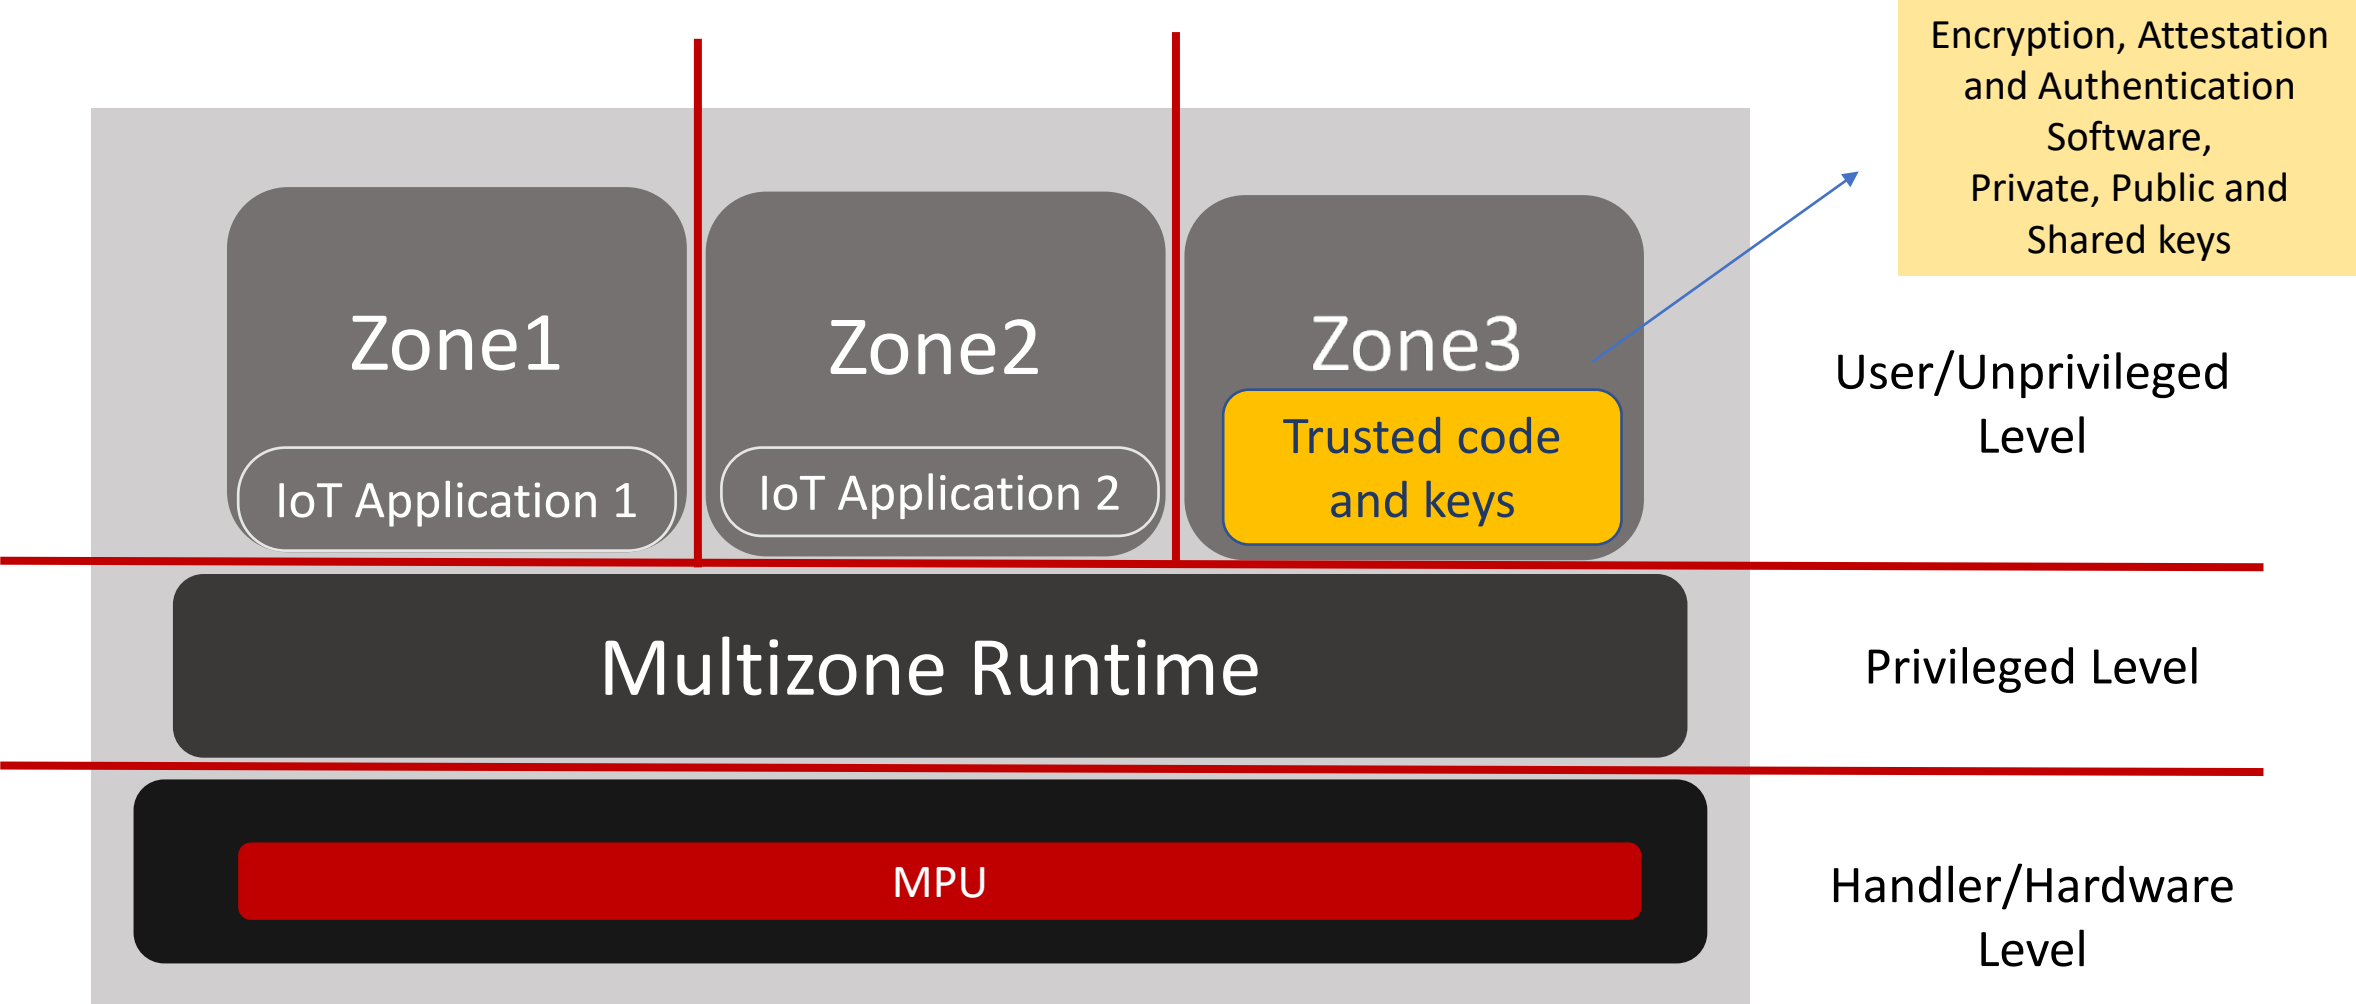 Encryption, Attestation
and Authentication
Software,
Private, Public and
Shared keys
Zone1
Zone2
Zone3
User/Unprivileged
Level
IoT Application 1
IoT Application 2
Trusted code
and keys
Multizone Runtime
Privileged Level
MPU
Handler/Hardware
Level